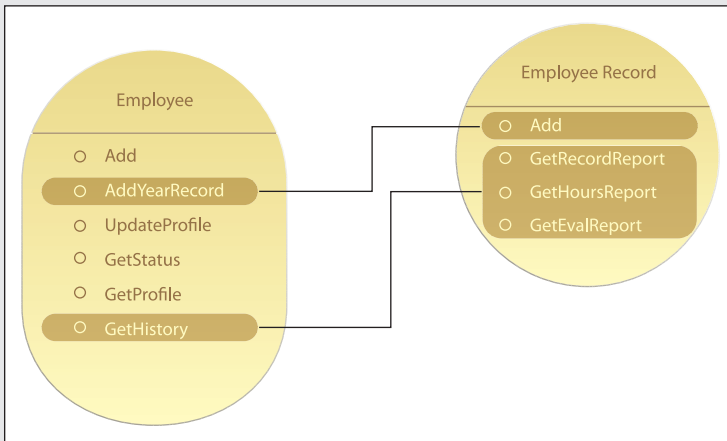 Employee
Add
AddYearRecord
UpdateProfile
GetStatus
GetProfile
GetHistory
Employee Record
Add
GetRecordReport
GetHoursReport
GetEvalReport